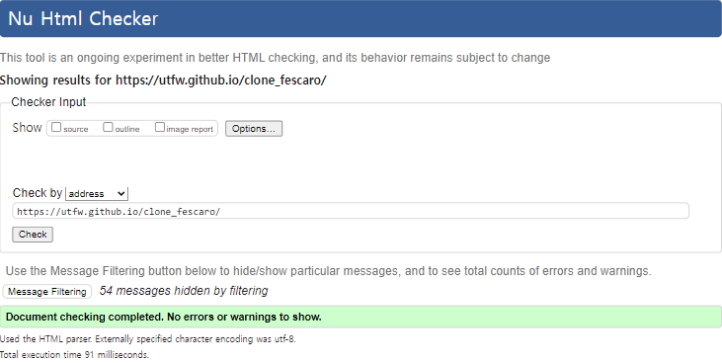 Nu Html Checker
This tool is an ongoing experiment in better HTML checking, and its behavior remains subject to change
Showing results for https://utfw.github.io/clone_fescaro/
Checker Input
Show source outline image report Options...
Check by address
https://utfw.github.io/clone_fescaro/
Check
Use the Message Filtering button below to hide/show particular messages, and to see total counts of errors and warnings.
Message Filtering 54 messages hidden by filtering
Document checking completed. No errors or warnings to show.
Used the HTML parser. Externally specified character encoding was utf-8.
Total execution time 91 milliseconds.